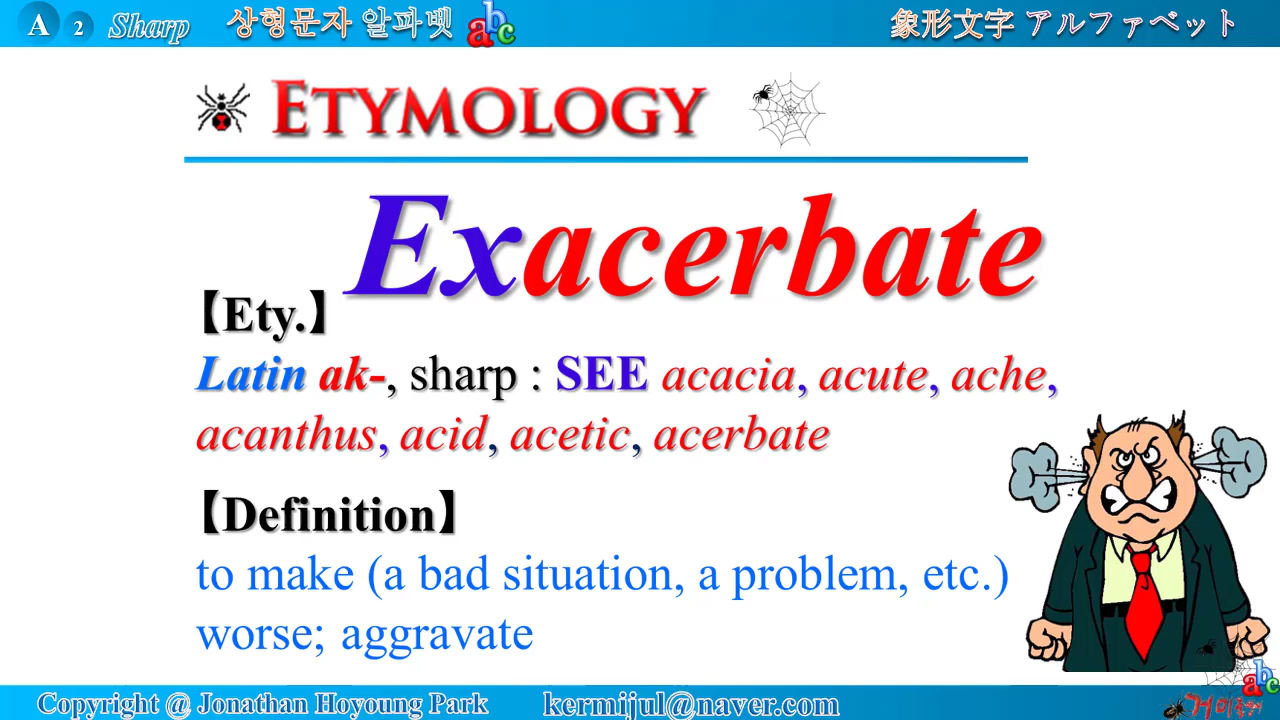 A 2 Sharp 상형문자 알파벳 abc 象形文字 アルファベット
ETYMOLOGY
Exacerbate
【Ety.】
Latin ak-, sharp : SEE acacia, acute, ache,
acanthus, acid, acetic, acerbate
【Definition】
to make (a bad situation, a problem, etc.)
worse; aggravate
abc
Copyright @ Jonathan Hoyoung Park kermijul@naver.com